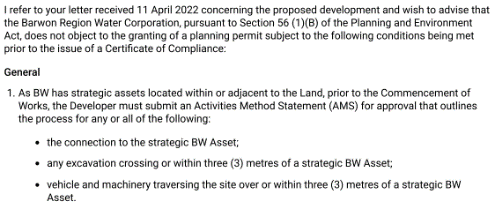 I refer to your letter received 11 April 2022 concerning the proposed development and wish to advise that
the Barwon Region Water Corporation, pursuant to Section 56 (1)(B) of the Planning and Environment
Act, does not object to the granting of a planning permit subject to the following conditions being met
prior to the issue of a Certificate of Compliance:
General
1. As BW has strategic assets located within or adjacent to the Land, prior to the Commencement of
Works, the Developer must submit an Activities Method Statement (AMS) for approval that outlines
the process for any or all of the following:
• the connection to the strategic BW Asset;
• any excavation crossing or within three (3) metres of a strategic BW Asset;
• vehicle and machinery traversing the site over or within three (3) metres of a strategic BW
Asset.